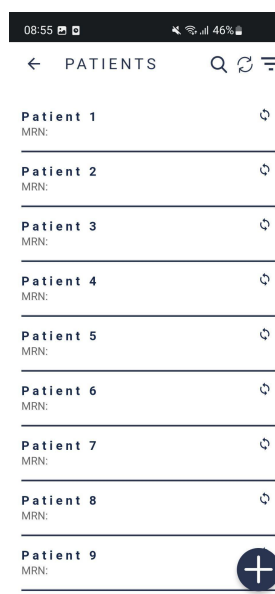 08:55 46%
PATIENTS
Patient 1
MRN:
Patient 2
MRN:
Patient 3
MRN:
Patient 4
MRN:
Patient 5
MRN:
Patient 6
MRN:
Patient 7
MRN:
Patient 8
MRN:
Patient 9
MRN: